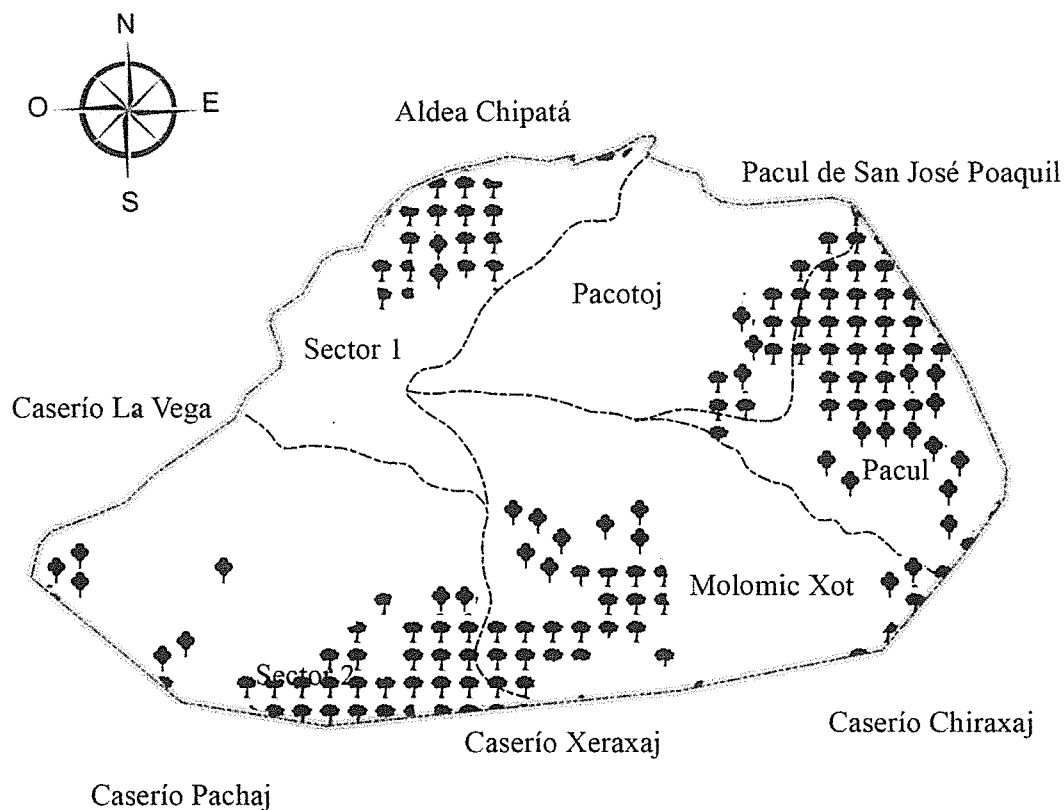 N
O E
S
Aldea Chipatá
Pacul de San José Poaquil
Pacotoj
Sector 1
Caserío La Vega
Pacul
Molomic Xot
Sector 2
Caserío Chiraxaj
Caserío Xeraxaj
Caserío Pachaj